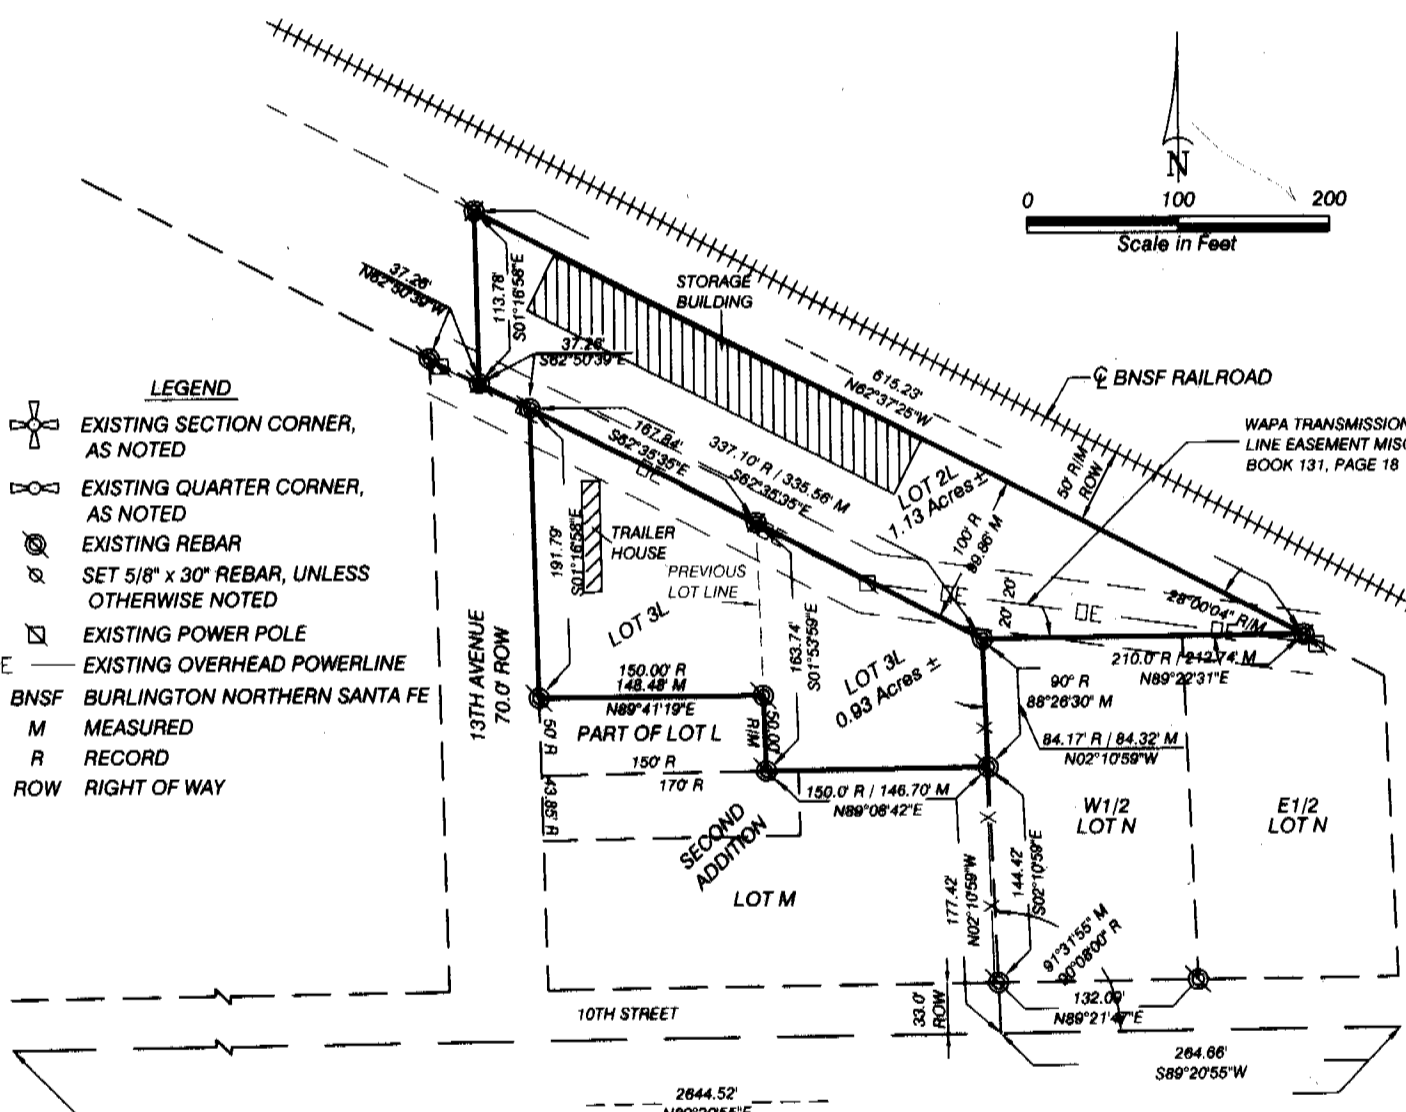 N
0 100 200
Scale in Feet
37.26'
N62°50'39"W
113.78'
S01°16'58"E
STORAGE
BUILDING
37.26'
S62°50'39"E
615.23'
N62°37'25"W
℄ BNSF RAILROAD
WAPA TRANSMISSION
LINE EASEMENT MISC
BOOK 131, PAGE 18
50' R/M
ROW
LEGEND
EXISTING SECTION CORNER,
AS NOTED
EXISTING QUARTER CORNER,
AS NOTED
EXISTING REBAR
SET 5/8" x 30" REBAR, UNLESS
OTHERWISE NOTED
EXISTING POWER POLE
E EXISTING OVERHEAD POWERLINE
BNSF BURLINGTON NORTHERN SANTA FE
M MEASURED
R RECORD
ROW RIGHT OF WAY
167.84'
S62°35'35"E
337.10' R / 335.56' M
S62°35'35"E
LOT 2L
1.13 Acres ±
100' R
99.86' M
OE
E
OE
E
20' 20'
28°00'04" R/M
191.79'
S01°16'58"E
TRAILER
HOUSE
PREVIOUS
LOT LINE
LOT 3L
163.74'
S01°53'59"E
LOT 3L
0.93 Acres ±
210.0' R / 212.74' M
N89°22'31"E
90° R
88°26'30" M
84.17' R / 84.32' M
N02°10'59"W
13TH AVENUE
70.0' ROW
150.00' R
148.48' M
N89°41'19"E
50' R
PART OF LOT L
50.00'
R/M
150' R
170' R
43.85' R
150.0' R / 146.70' M
N89°08'42"E
SECOND
ADDITION
LOT M
W1/2
LOT N
E1/2
LOT N
177.42'
N02°10'59"W
144.42'
S02°10'59"E
91°31'55" M
90°08'00" R
33.0'
ROW
132.09'
N89°21'47"E
10TH STREET
264.66'
S89°20'55"W
2644.52'
N89°20'55"E